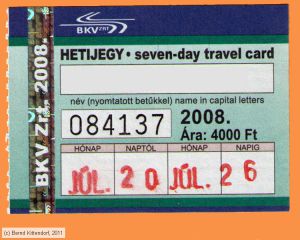 BKV ZRT
HETIJEGY • seven-day travel card
név (nyomtatott betűkkel) name in capital letters
084137
2008.
Ára: 4000 Ft
HÓNAP NAPTÓL HÓNAP NAPIG
JÚL. 20 JÚL. 26
BKV Zrt. 2008.
(c) Bernd Kittendorf, 2011